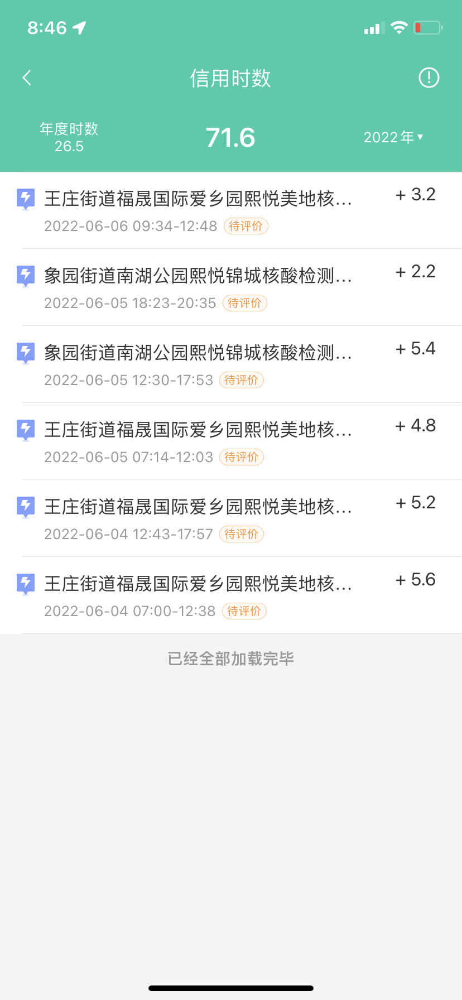 8:46
信用时数
年度时数
26.5
71.6
2022 年
王庄街道福晟国际爱乡园熙悦美地核...
+ 3.2
2022-06-06 09:34-12:48 待评价
象园街道南湖公园熙悦锦城核酸检测...
+ 2.2
2022-06-05 18:23-20:35 待评价
象园街道南湖公园熙悦锦城核酸检测...
+ 5.4
2022-06-05 12:30-17:53 待评价
王庄街道福晟国际爱乡园熙悦美地核...
+ 4.8
2022-06-05 07:14-12:03 待评价
王庄街道福晟国际爱乡园熙悦美地核...
+ 5.2
2022-06-04 12:43-17:57 待评价
王庄街道福晟国际爱乡园熙悦美地核...
+ 5.6
2022-06-04 07:00-12:38 待评价
已经全部加载完毕